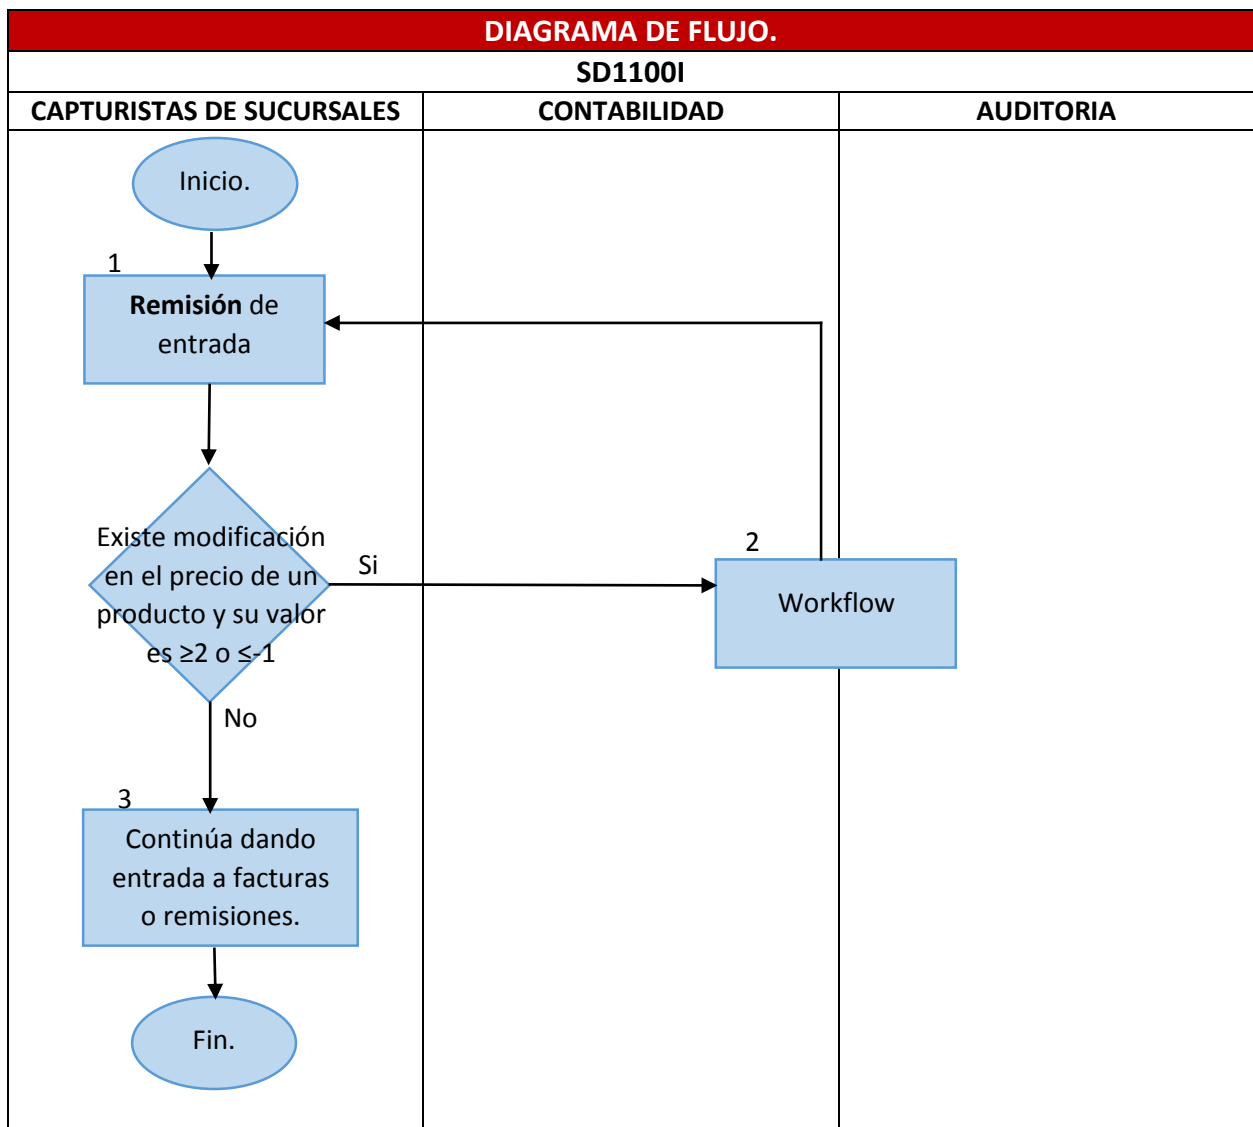 DIAGRAMA DE FLUJO.
SD1100I
CAPTURISTAS DE SUCURSALES
CONTABILIDAD
AUDITORIA
Inicio.
1
Remisión de
entrada
Existe modificación
en el precio de un
producto y su valor
es ≥2 o ≤-1
Si
2
Workflow
No
3
Continúa dando
entrada a facturas
o remisiones.
Fin.